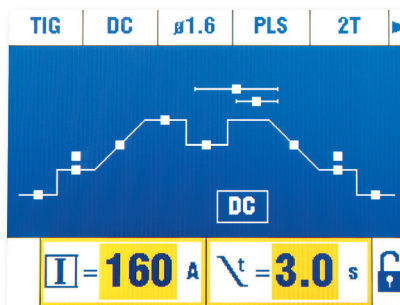 TIG DC ø1.6 PLS 2T
DC
I = 160 A t = 3.0 s